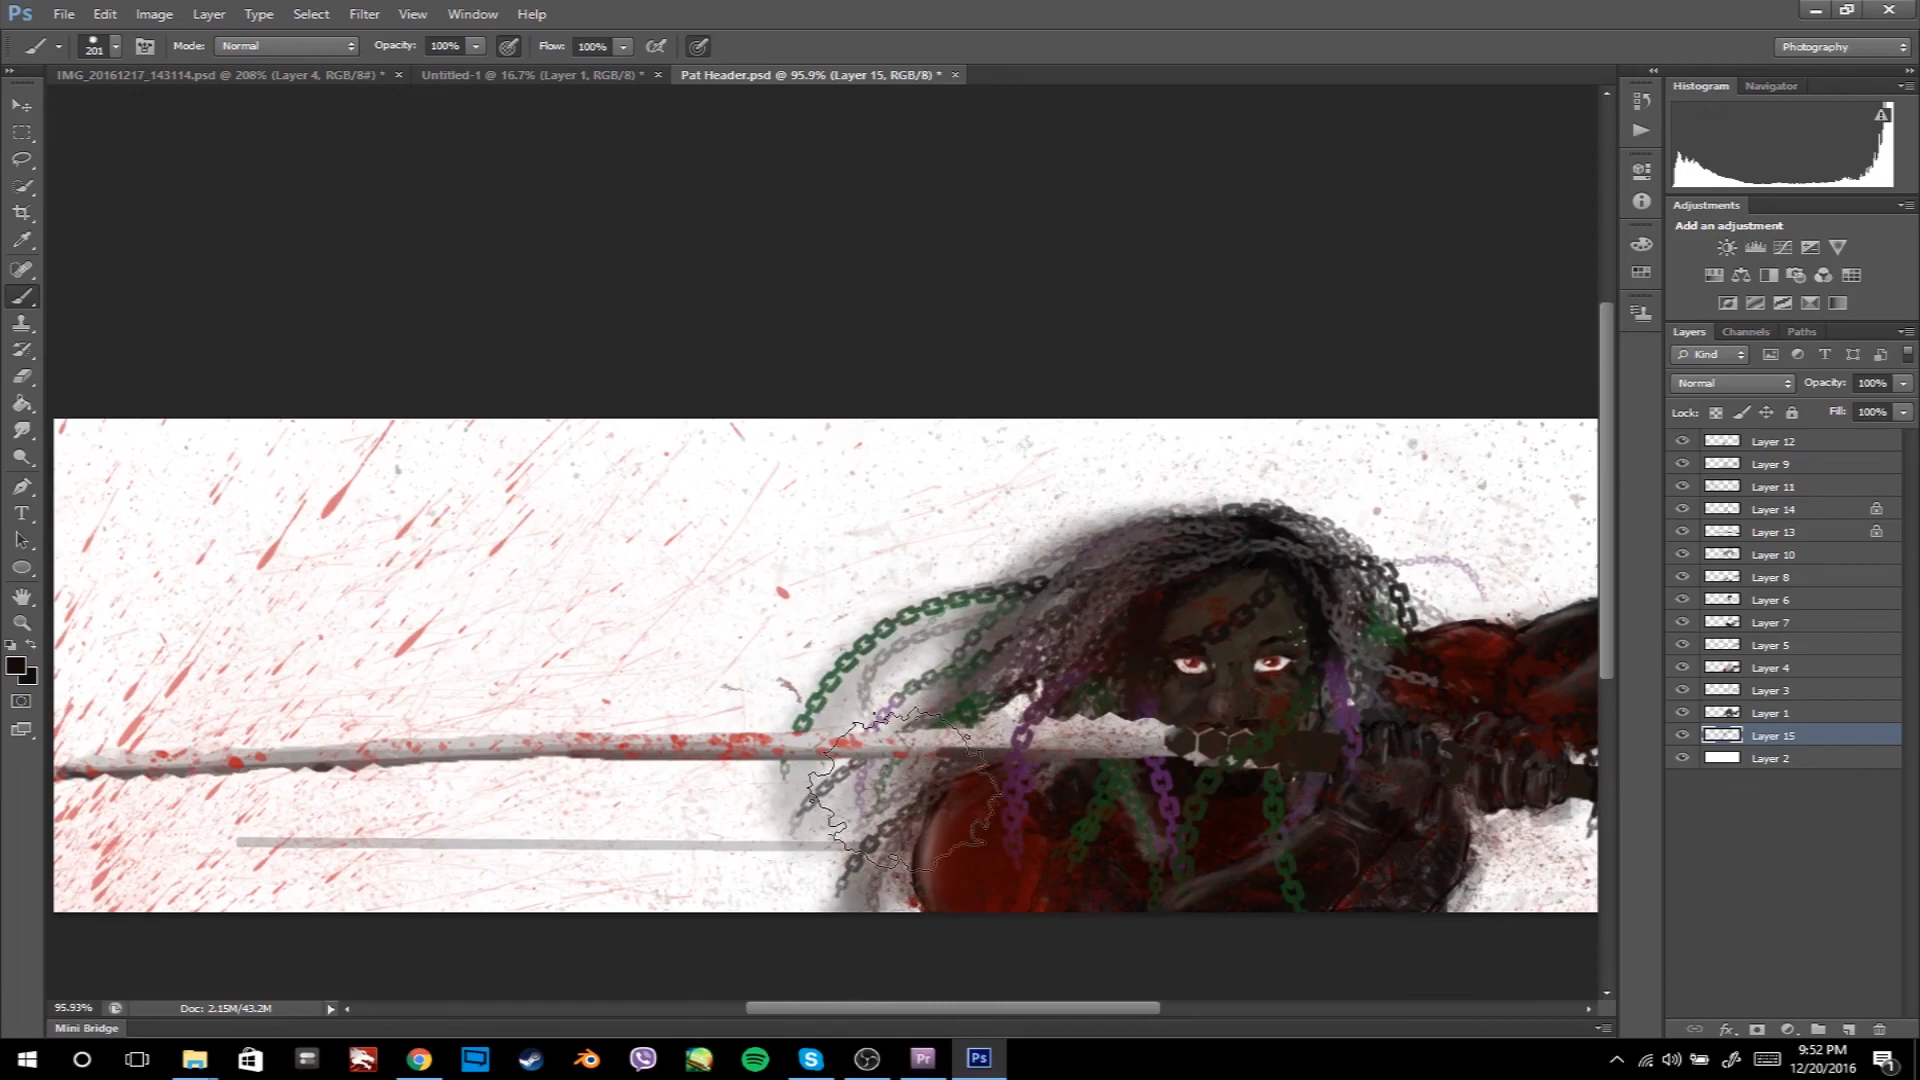 Ps File Edit Image Layer Type Select Filter View Window Help
201 Mode: Normal Opacity: 100% Flow: 100% Photography
IMG_20161217_143114.psd @ 208% (Layer 4, RGB/8#) * × Untitled-1 @ 16.7% (Layer 1, RGB/8) * × Pat Header.psd @ 95.9% (Layer 15, RGB/8) * ×
Histogram Navigator
Adjustments
Add an adjustment
Layers Channels Paths
Kind
Normal Opacity: 100%
Lock: Fill: 100%
Layer 12
Layer 9
Layer 11
Layer 14
Layer 13
Layer 10
Layer 8
Layer 6
Layer 7
Layer 5
Layer 4
Layer 3
Layer 1
Layer 15
Layer 2
95.93% Doc: 2.15M/43.2M
Mini Bridge
Pr Ps
9:52 PM
12/20/2016
1